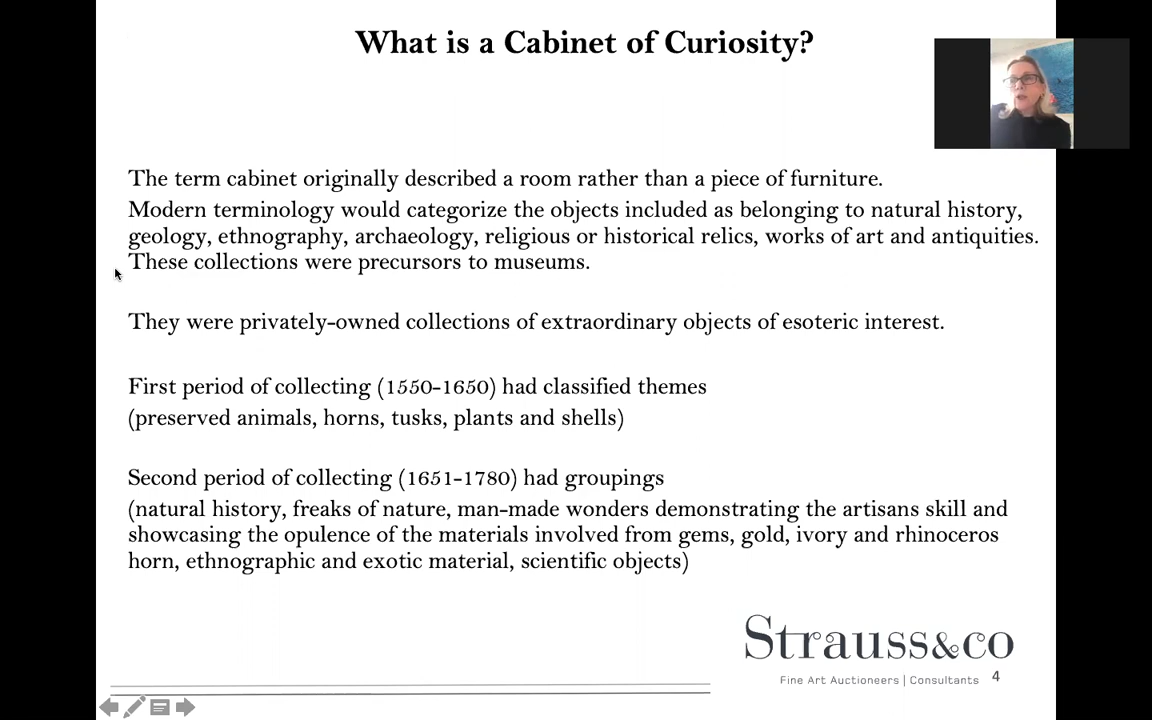 What is a Cabinet of Curiosity?
The term cabinet originally described a room rather than a piece of furniture.
Modern terminology would categorize the objects included as belonging to natural history,
geology, ethnography, archaeology, religious or historical relics, works of art and antiquities.
These collections were precursors to museums.
They were privately-owned collections of extraordinary objects of esoteric interest.
First period of collecting (1550-1650) had classified themes
(preserved animals, horns, tusks, plants and shells)
Second period of collecting (1651-1780) had groupings
(natural history, freaks of nature, man-made wonders demonstrating the artisans skill and
showcasing the opulence of the materials involved from gems, gold, ivory and rhinoceros
horn, ethnographic and exotic material, scientific objects)
Strauss&co
Fine Art Auctioneers | Consultants 4